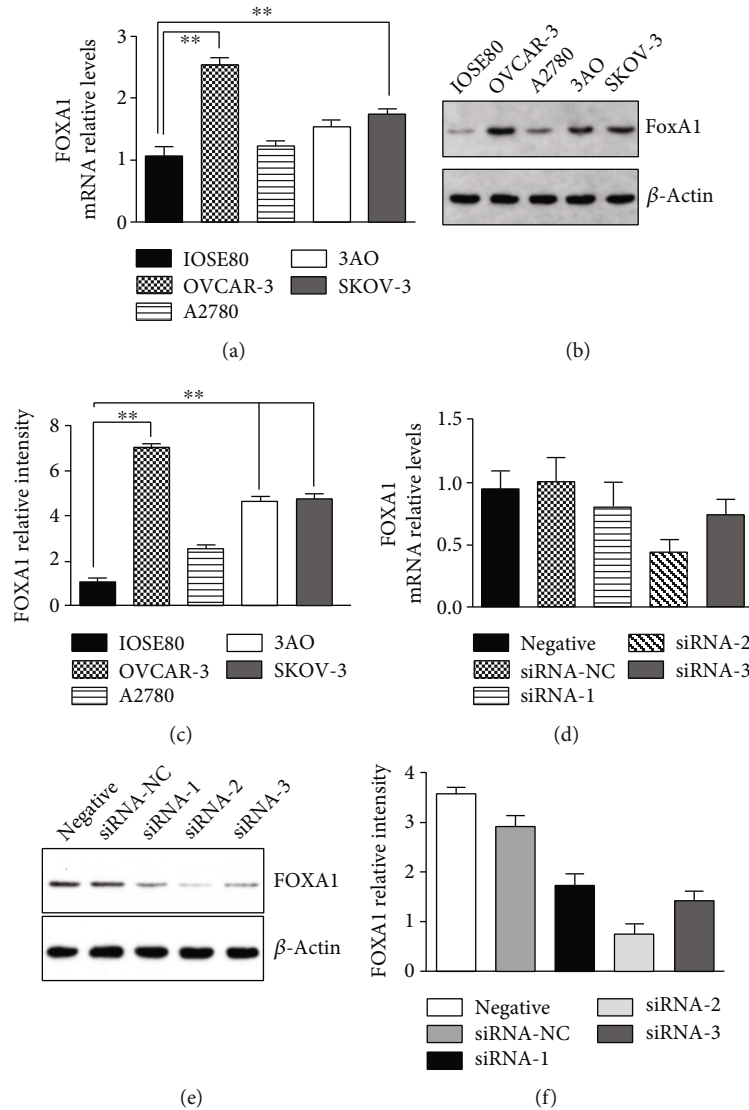 **
**
3
2
1
0
FOXA1
mRNA relative levels
IOSE80
OVCAR-3
A2780
3AO
SKOV-3
(a)
IOSE80
OVCAR-3
A2780
3AO
SKOV-3
FoxA1
β-Actin
(b)
**
**
8
6
4
2
0
FOXA1 relative intensity
IOSE80
OVCAR-3
A2780
3AO
SKOV-3
(c)
1.5
1.0
0.5
0.0
FOXA1
mRNA relative levels
Negative
siRNA-NC
siRNA-1
siRNA-2
siRNA-3
(d)
Negative
siRNA-NC
siRNA-1
siRNA-2
siRNA-3
FOXA1
β-Actin
(e)
4
3
2
1
0
FOXA1 relative intensity
Negative
siRNA-NC
siRNA-1
siRNA-2
siRNA-3
(f)